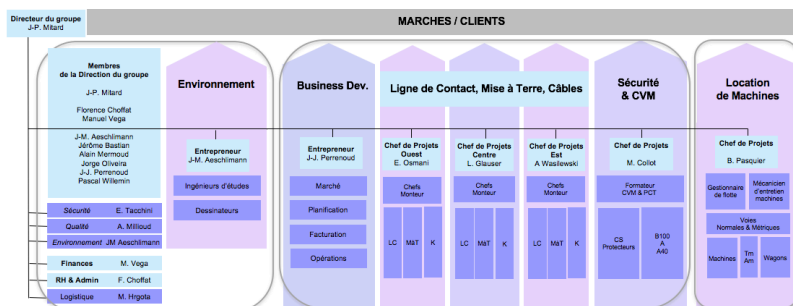 Directeur du groupe
J-P. Mitard
MARCHES / CLIENTS
Membres
de la Direction du groupe
J-P. Mitard
Florence Choffat
Manuel Vega
J-M. Aeschlimann
Jérôme Bastian
Alain Mermoud
Jorge Oliveira
J-J. Perrenoud
Pascal Willemin
Sécurité E. Tacchini
Qualité A. Millioud
Environnement JM Aeschlimann
Finances M. Vega
RH & Admin F. Choffat
Logistique M. Hrgota
Environnement
Entrepreneur
J-M. Aeschlimann
Ingénieurs d'études
Dessinateurs
Business Dev.
Entrepreneur
J-J. Perrenoud
Marché
Planification
Facturation
Opérations
Ligne de Contact, Mise à Terre, Câbles
Chef de Projets
Ouest
E. Osmani
Chefs
Monteur
LC MàT K
Chef de Projets
Centre
L. Glauser
Chefs
Monteur
LC MàT K
Chef de Projets
Est
A Wasilewski
Chefs
Monteur
LC MàT K
Sécurité
& CVM
Chef de Projets
M. Collot
Formateur
CVM & PCT
CS
Protecteurs
B100
A
A40
Location
de Machines
Chef de Projets
B. Pasquier
Gestionnaire
de flotte
Mécanicien
d'entretien
machines
Voies
Normales & Métriques
Machines
Tm
Am
Wagons